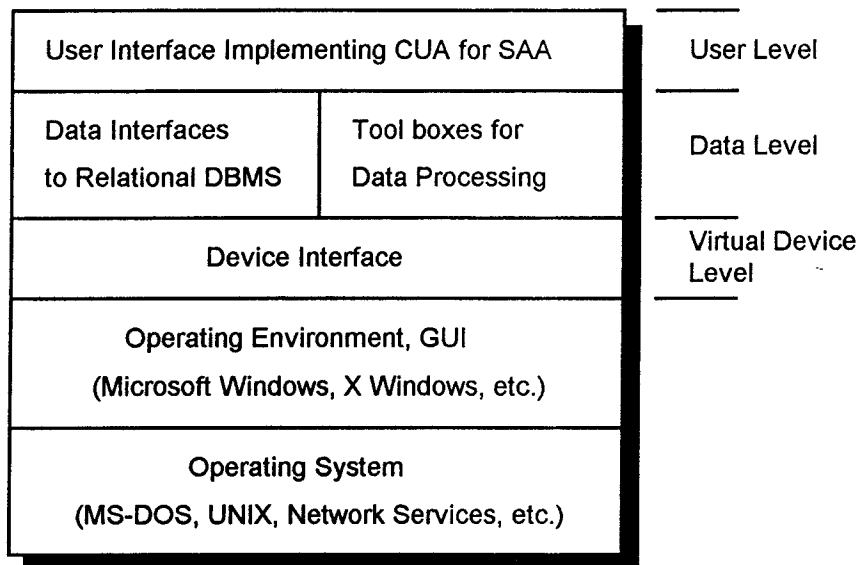 User Interface Implementing CUA for SAA
User Level
Data Interfaces
to Relational DBMS
Tool boxes for
Data Processing
Data Level
Device Interface
Virtual Device
Level
Operating Environment, GUI
(Microsoft Windows, X Windows, etc.)
Operating System
(MS-DOS, UNIX, Network Services, etc.)